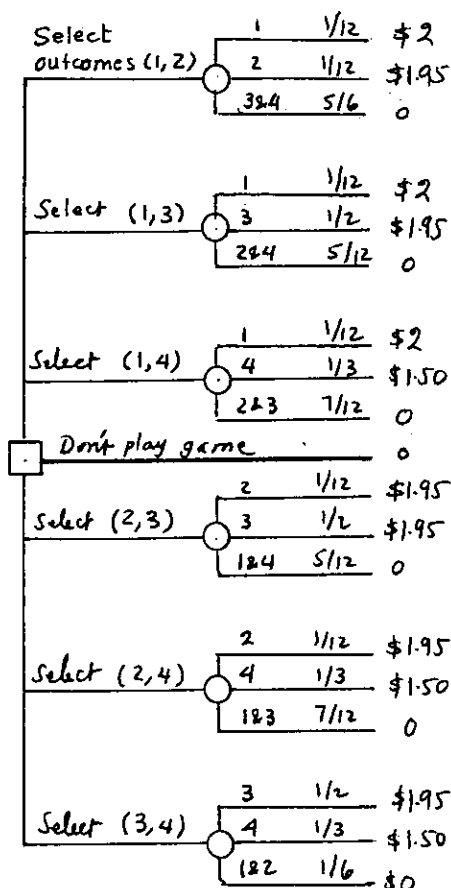 Select
outcomes (1,2)
1 1/12 $2
2 1/12 $1.95
3&4 5/6 0
Select (1,3)
1 1/12 $2
3 1/2 $1.95
2&4 5/12 0
Select (1,4)
1 1/12 $2
4 1/3 $1.50
2&3 7/12 0
Don't play game 0
Select (2,3)
2 1/12 $1.95
3 1/2 $1.95
1&4 5/12 0
Select (2,4)
2 1/12 $1.95
4 1/3 $1.50
1&3 7/12 0
Select (3,4)
3 1/2 $1.95
4 1/3 $1.50
1&2 1/6 $0